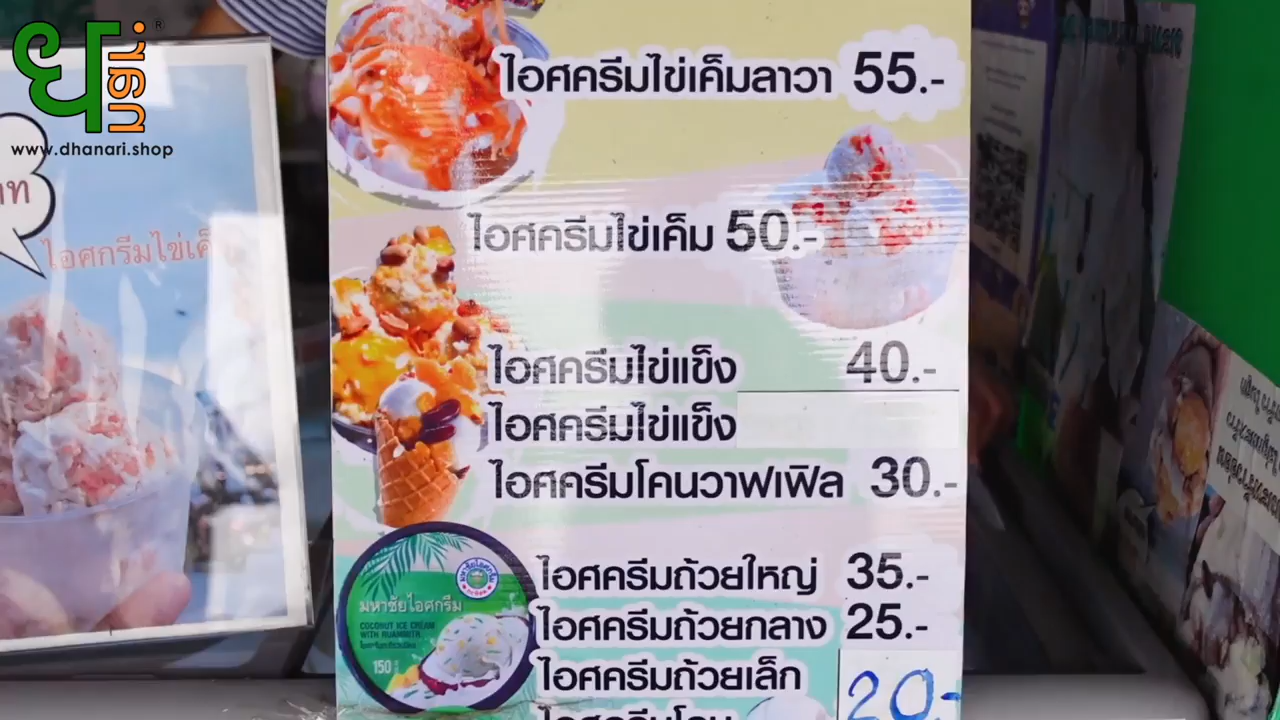 ยนารี
www.dhanari.shop
ไอศกรีมไข่เค็
ไอศครีมไข่เค็มลาวา 55.-
ไอศครีมไข่เค็ม 50.-
ไอศครีมไข่แข็ง 40.-
ไอศครีมไข่แข็ง
ไอศครีมโคนวาฟเฟิล 30.-
ไอศครีมถ้วยใหญ่ 35.-
ไอศครีมถ้วยกลาง 25.-
ไอศครีมถ้วยเล็ก 20.-
มหาชัยไอศกรีม
COCONUT ICE CREAM
WITH RUAMMITR
150